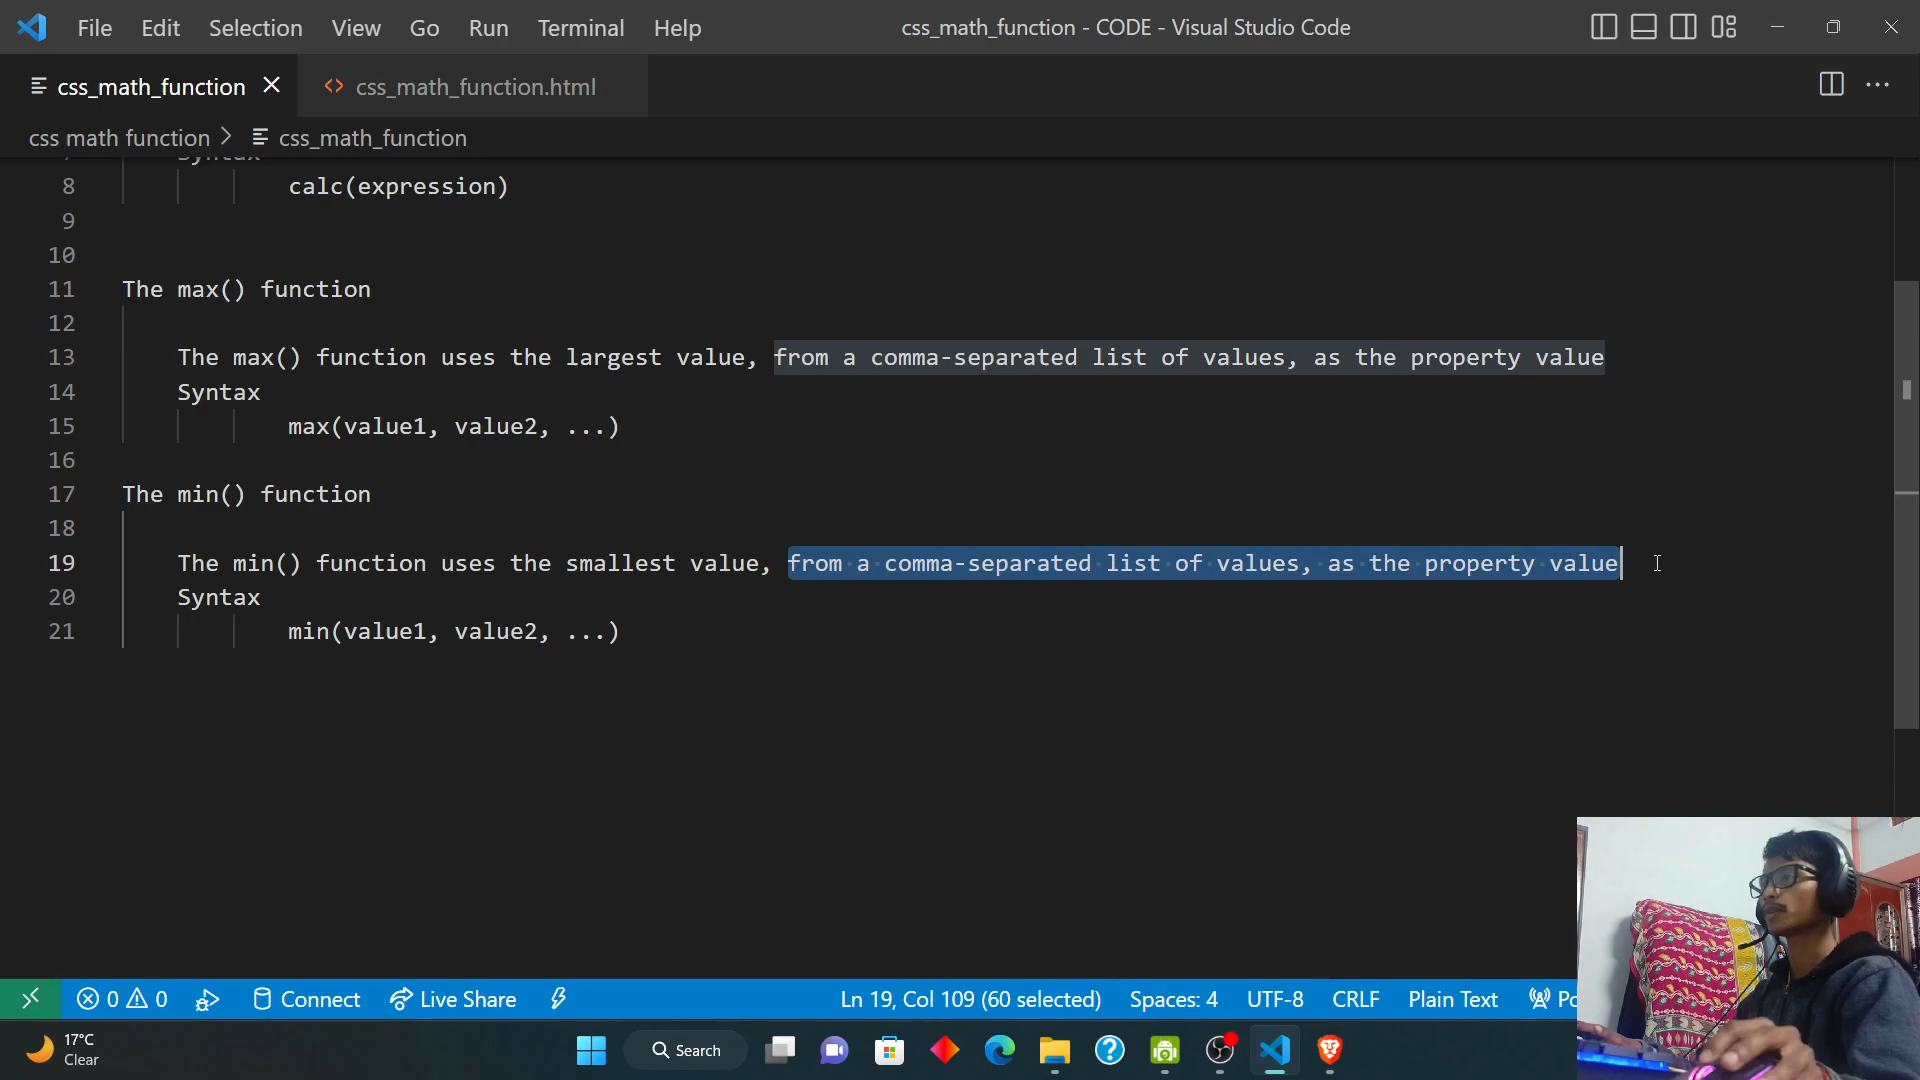 File Edit Selection View Go Run Terminal Help css_math_function - CODE - Visual Studio Code
css_math_function css_math_function.html
css math function css_math_function
7 Syntax
8 calc(expression)
9
10
11 The max() function
12
13 The max() function uses the largest value, from a comma-separated list of values, as the property value
14 Syntax
15 max(value1, value2, ...)
16
17 The min() function
18
19 The min() function uses the smallest value, from a comma-separated list of values, as the property value
20 Syntax
21 min(value1, value2, ...)
0 0 Connect Live Share Ln 19, Col 109 (60 selected) Spaces: 4 UTF-8 CRLF Plain Text Po
17°C
Clear
Search